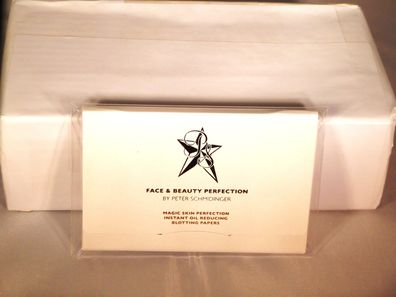 FACE & BEAUTY PERFECTION
BY PETER SCHMIDINGER
MAGIC SKIN PERFECTION
INSTANT OIL REDUCING
BLOTTING PAPERS